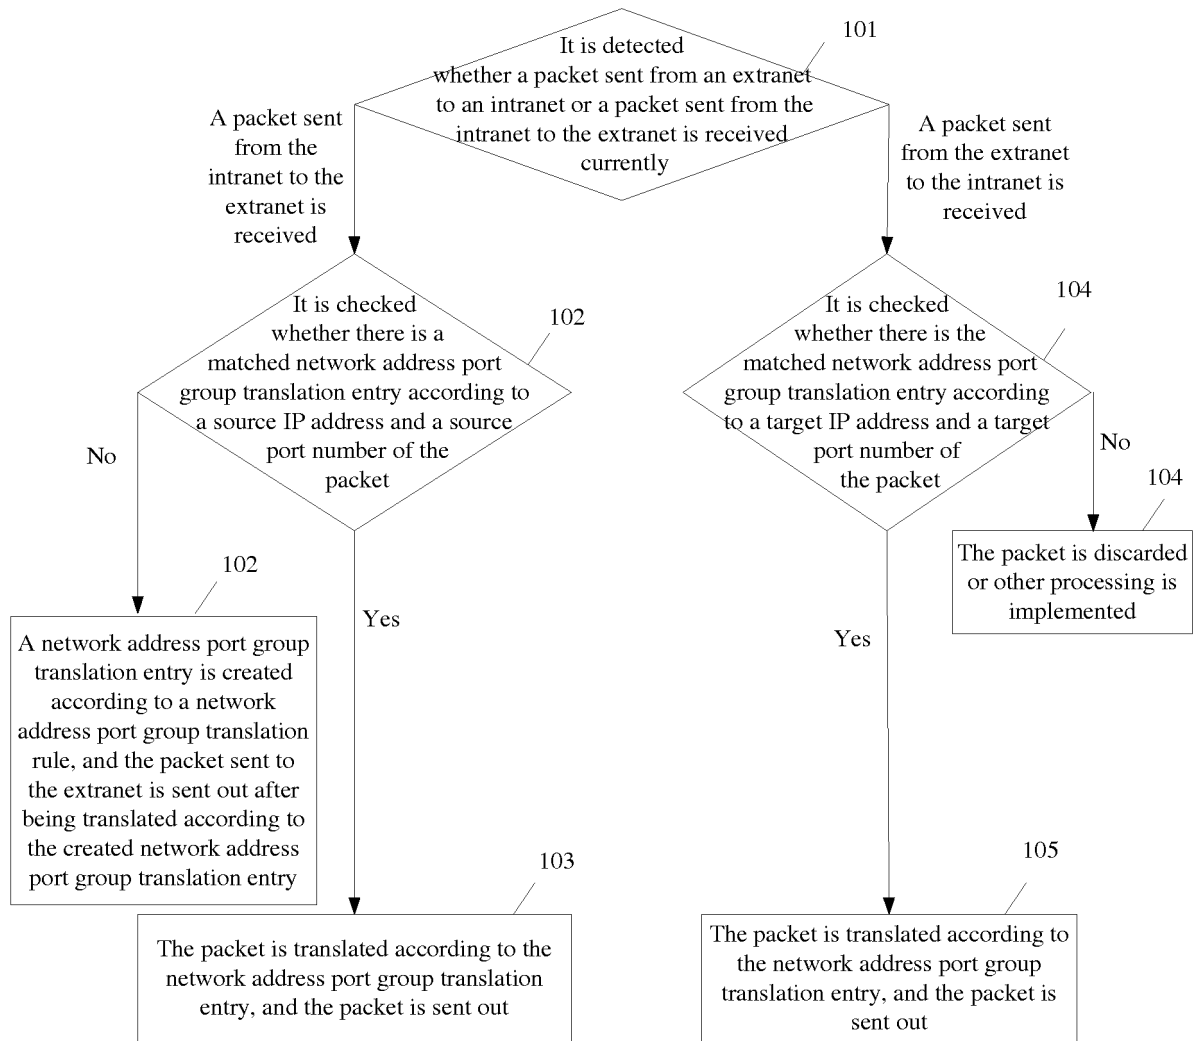 101
It is detected
whether a packet sent from an extranet
to an intranet or a packet sent from the
intranet to the extranet is received
currently
A packet sent
from the
intranet to the
extranet is
received
A packet sent
from the extranet
to the intranet is
received
102
It is checked
whether there is a
matched network address port
group translation entry according to
a source IP address and a source
port number of the
packet
104
It is checked
whether there is the
matched network address port
group translation entry according
to a target IP address and a target
port number of
the packet
No
No
104
The packet is discarded
or other processing is
implemented
102
Yes
Yes
A network address port group
translation entry is created
according to a network
address port group translation
rule, and the packet sent to
the extranet is sent out after
being translated according to
the created network address
port group translation entry
103
The packet is translated according to the
network address port group translation
entry, and the packet is sent out
105
The packet is translated according to
the network address port group
translation entry, and the packet is
sent out